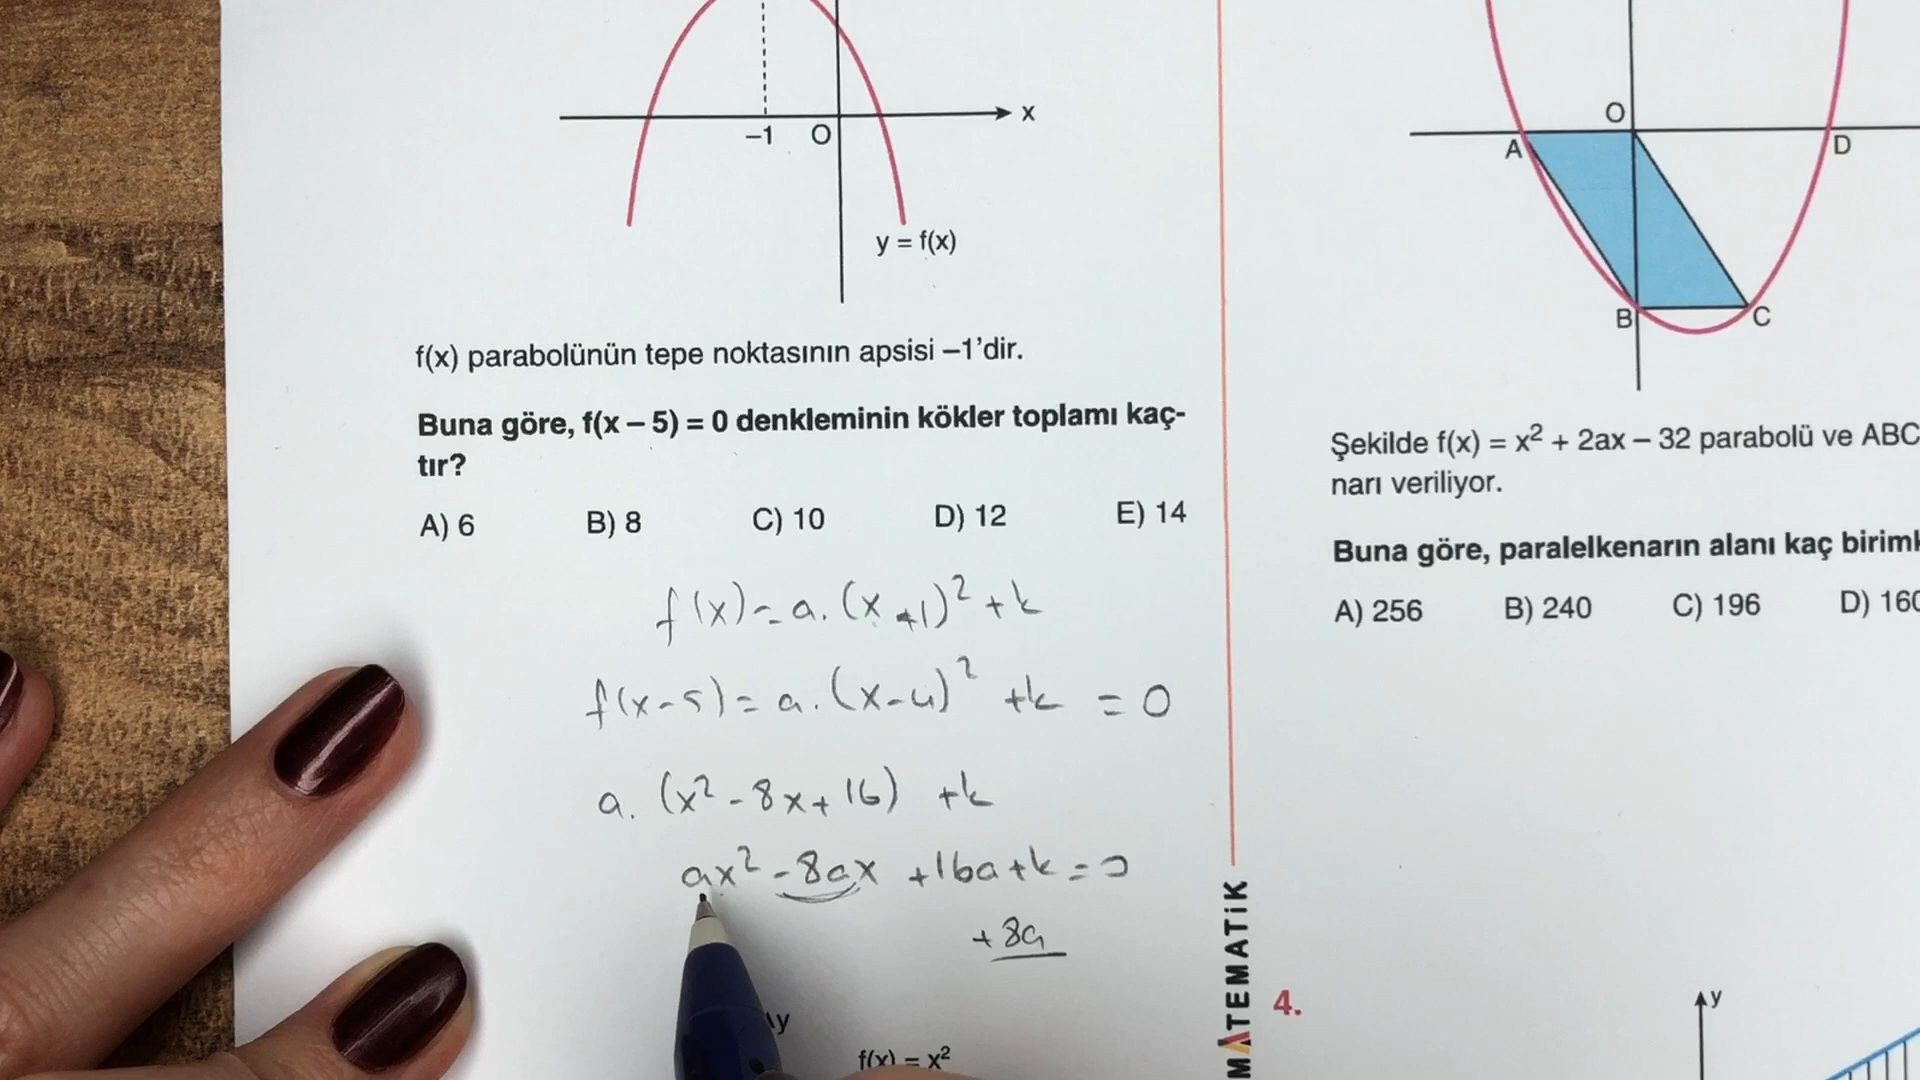 x
−1 O
y = f(x)
f(x) parabolünün tepe noktasının apsisi −1'dir.
Buna göre, f(x − 5) = 0 denkleminin kökler toplamı kaç-
tır?
A) 6 B) 8 C) 10 D) 12 E) 14
f(x) = a.(x+1)² + k
f(x-5) = a.(x-4)² + k = 0
a. (x² - 8x + 16) + k
ax² - 8ax + 16a + k = 0
+ 8a
y
f(x) = x²
MATEMATiK
O
A D
B C
Şekilde f(x) = x² + 2ax − 32 parabolü ve ABC
narı veriliyor.
Buna göre, paralelkenarın alanı kaç
A) 256 B) 240 C) 196 D) 160
4.
y